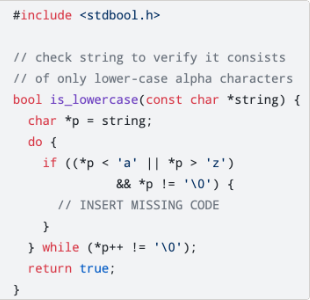 #include <stdbool.h>
// check string to verify it consists
// of only lower-case alpha characters
bool is_lowercase(const char *string) {
char *p = string;
do {
if ((*p < 'a' || *p > 'z')
&& *p != '\0') {
// INSERT MISSING CODE
}
} while (*p++ != '\0');
return true;
}